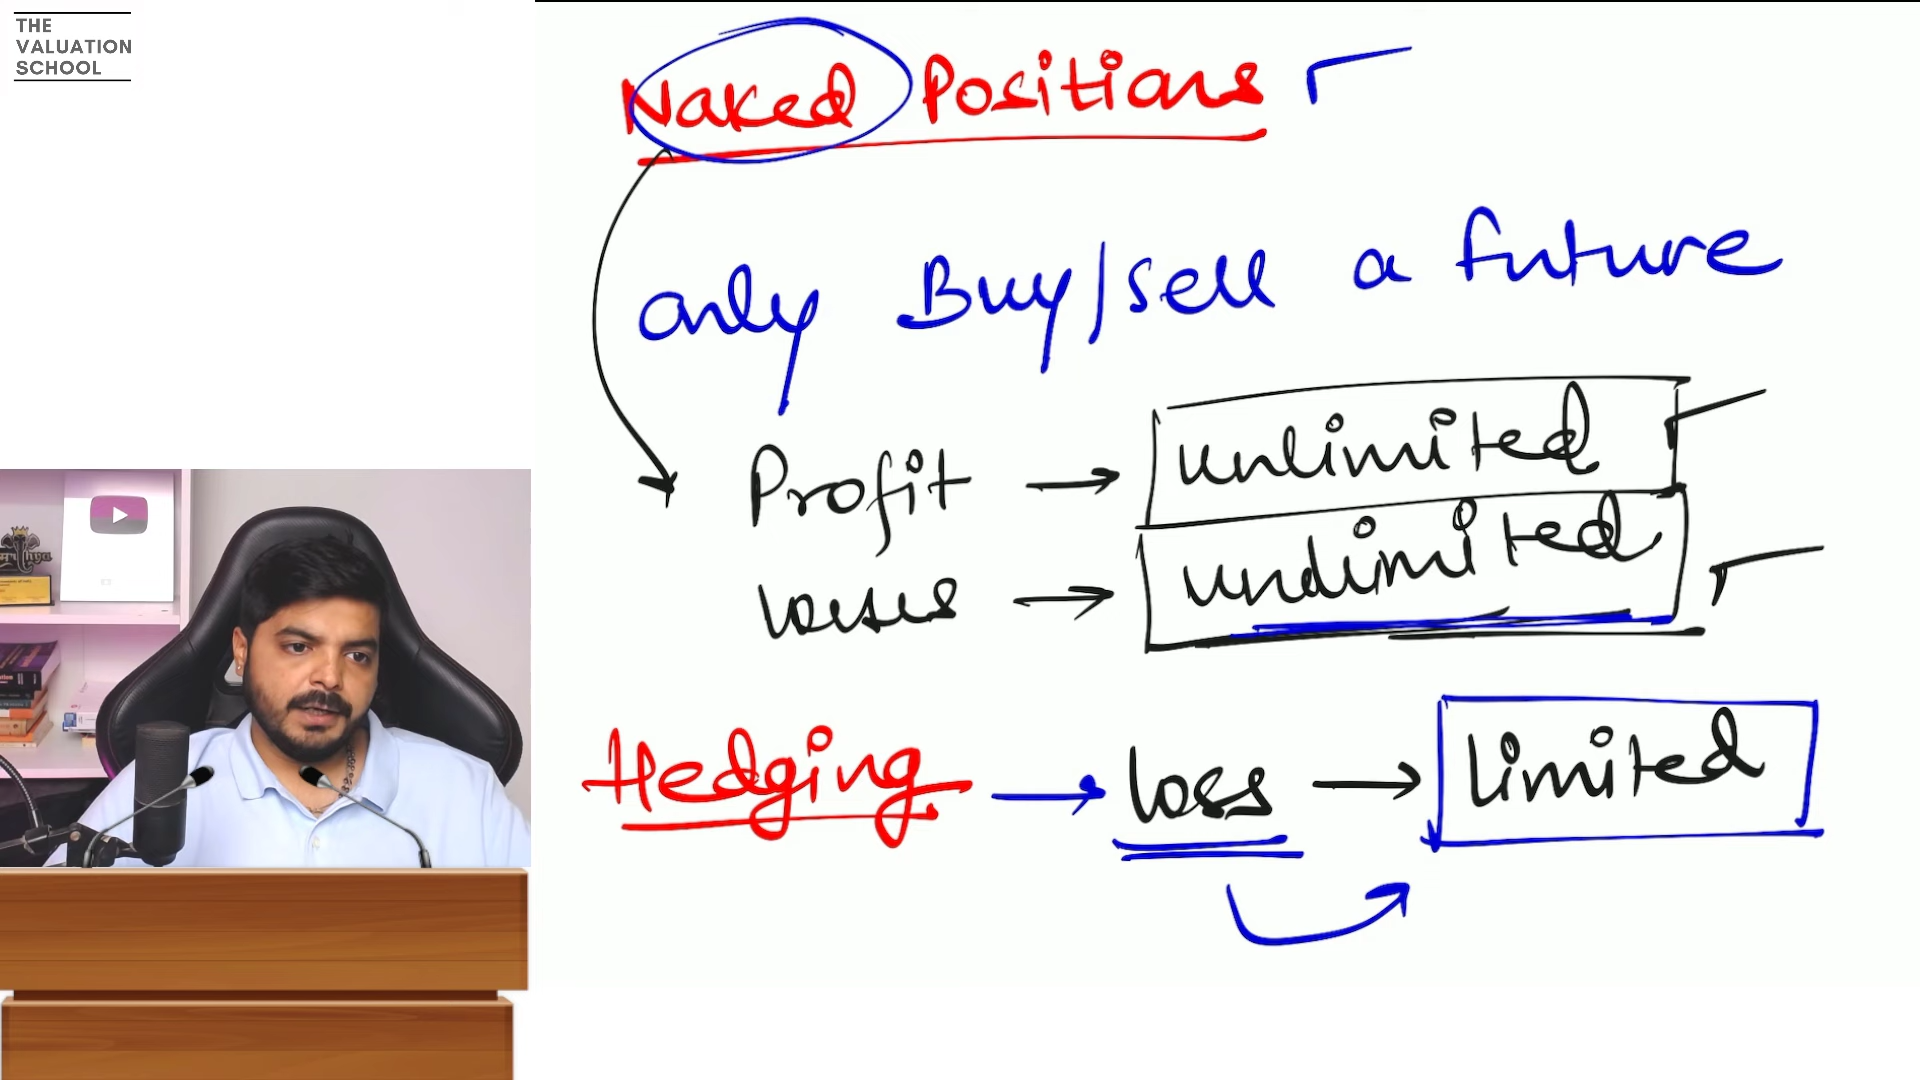 THE
VALUATION
SCHOOL
Naked Positions
only Buy/sell a future
Profit → unlimited
losses → unlimited
Hedging → loss → limited